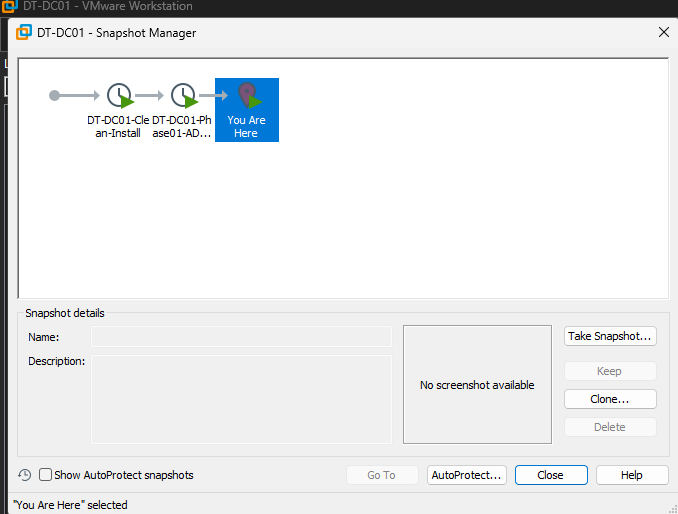 DT-DC01 - VMware Workstation
DT-DC01 - Snapshot Manager
DT-DC01-Cle
an-Install
DT-DC01-Ph
ase01-AD...
You Are
Here
Snapshot details
Name:
Description:
No screenshot available
Take Snapshot...
Keep
Clone...
Delete
Show AutoProtect snapshots
Go To
AutoProtect...
Close
Help
"You Are Here" selected